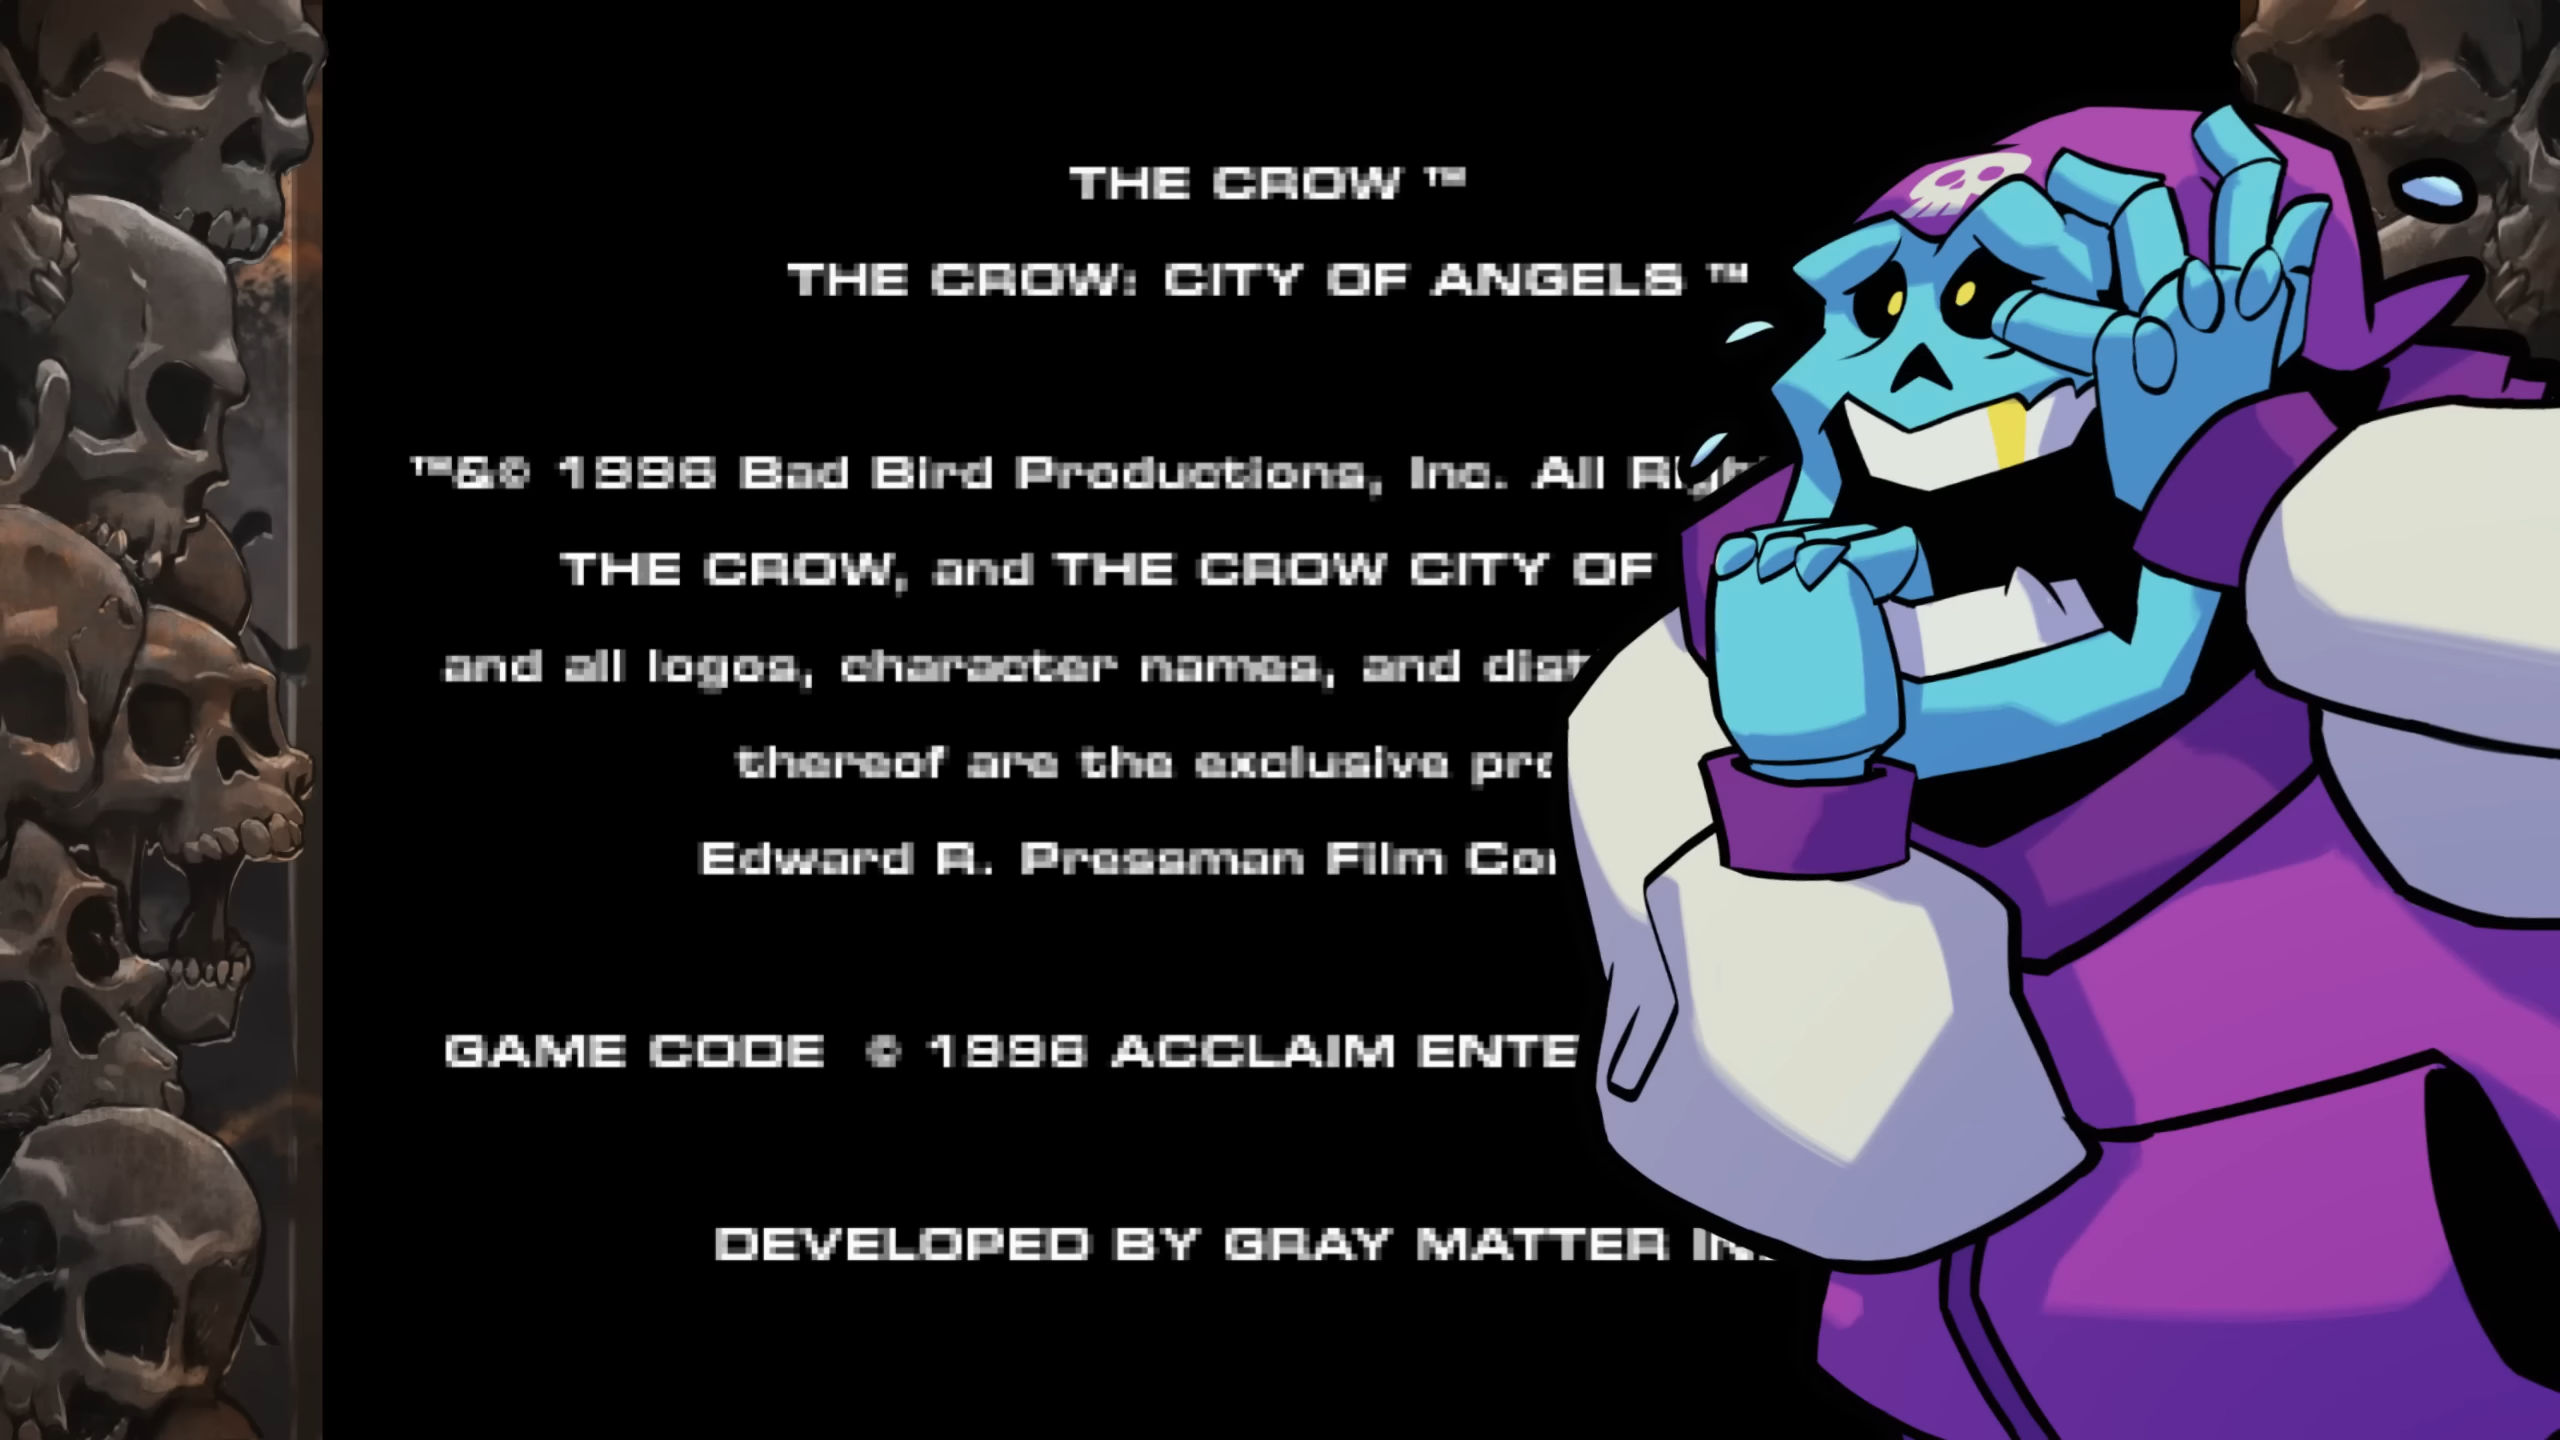 THE CROW ™
THE CROW: CITY OF ANGELS ™
™&© 1996 Bad Bird Productions, Inc. All
THE CROW, and THE CROW CITY OF
and all logos, character names, and
thereof are the exclusive
Edward R. Pressman Film
GAME CODE © 1996 ACCLAIM
DEVELOPED BY GRAY MATTER